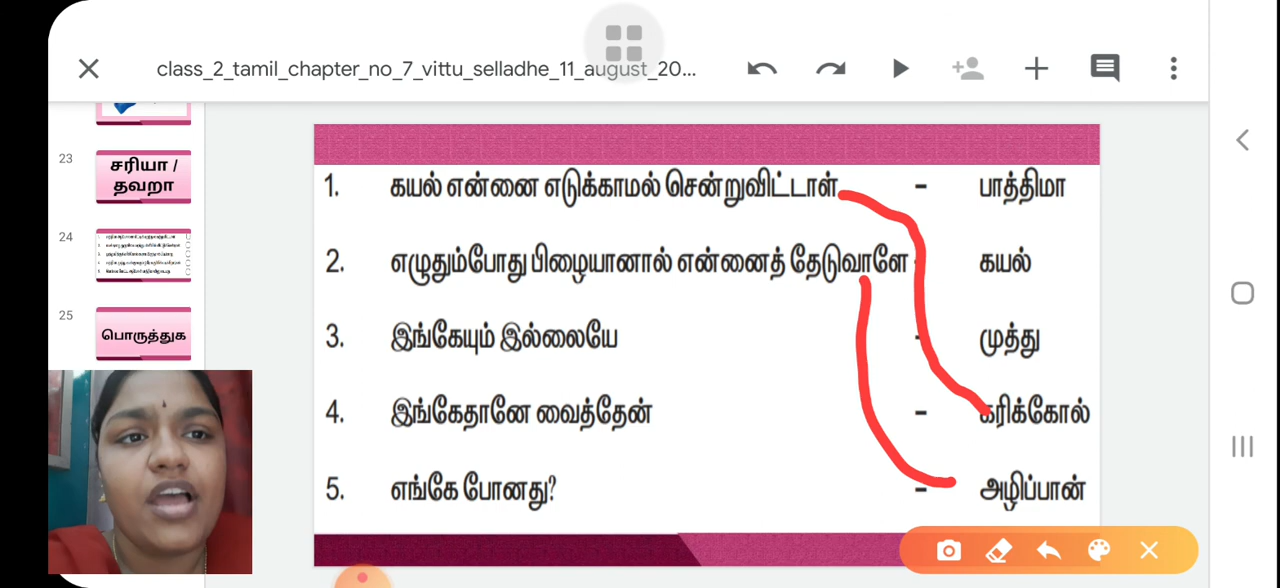 class_2_tamil_chapter_no_7_vittu_selladhe_11_august_20...
23
சரியா /
தவறா
24
25
பொருத்துக
1. கயல் என்னை எடுக்காமல் சென்றுவிட்டாள் - பாத்திமா
2. எழுதும்போது பிழையானால் என்னைத் தேடுவாளே - கயல்
3. இங்கேயும் இல்லையே - முத்து
4. இங்கேதானே வைத்தேன் - கரிக்கோல்
5. எங்கே போனது? - அழிப்பான்